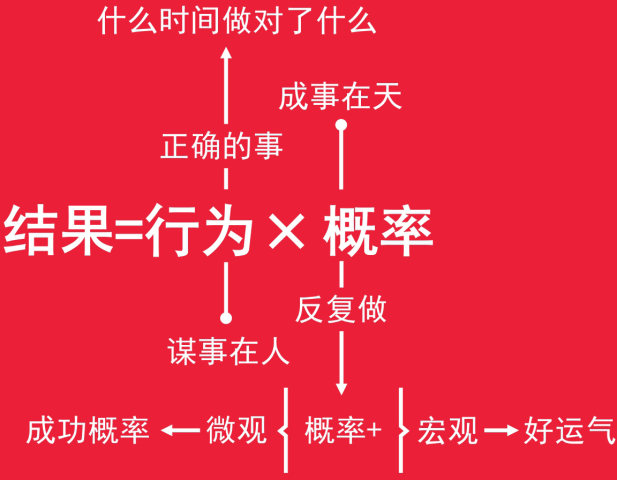 什么时间做对了什么
成事在天
正确的事
结果=行为×概率
反复做
谋事在人
成功概率 微观 概率+ 宏观 好运气